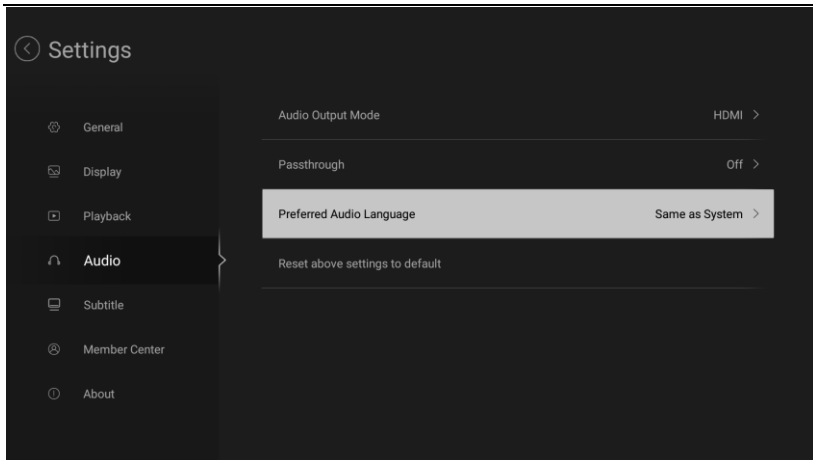 Settings
General
Display
Playback
Audio
Subtitle
Member Center
About
Audio Output Mode HDMI
Passthrough Off
Preferred Audio Language Same as System
Reset above settings to default